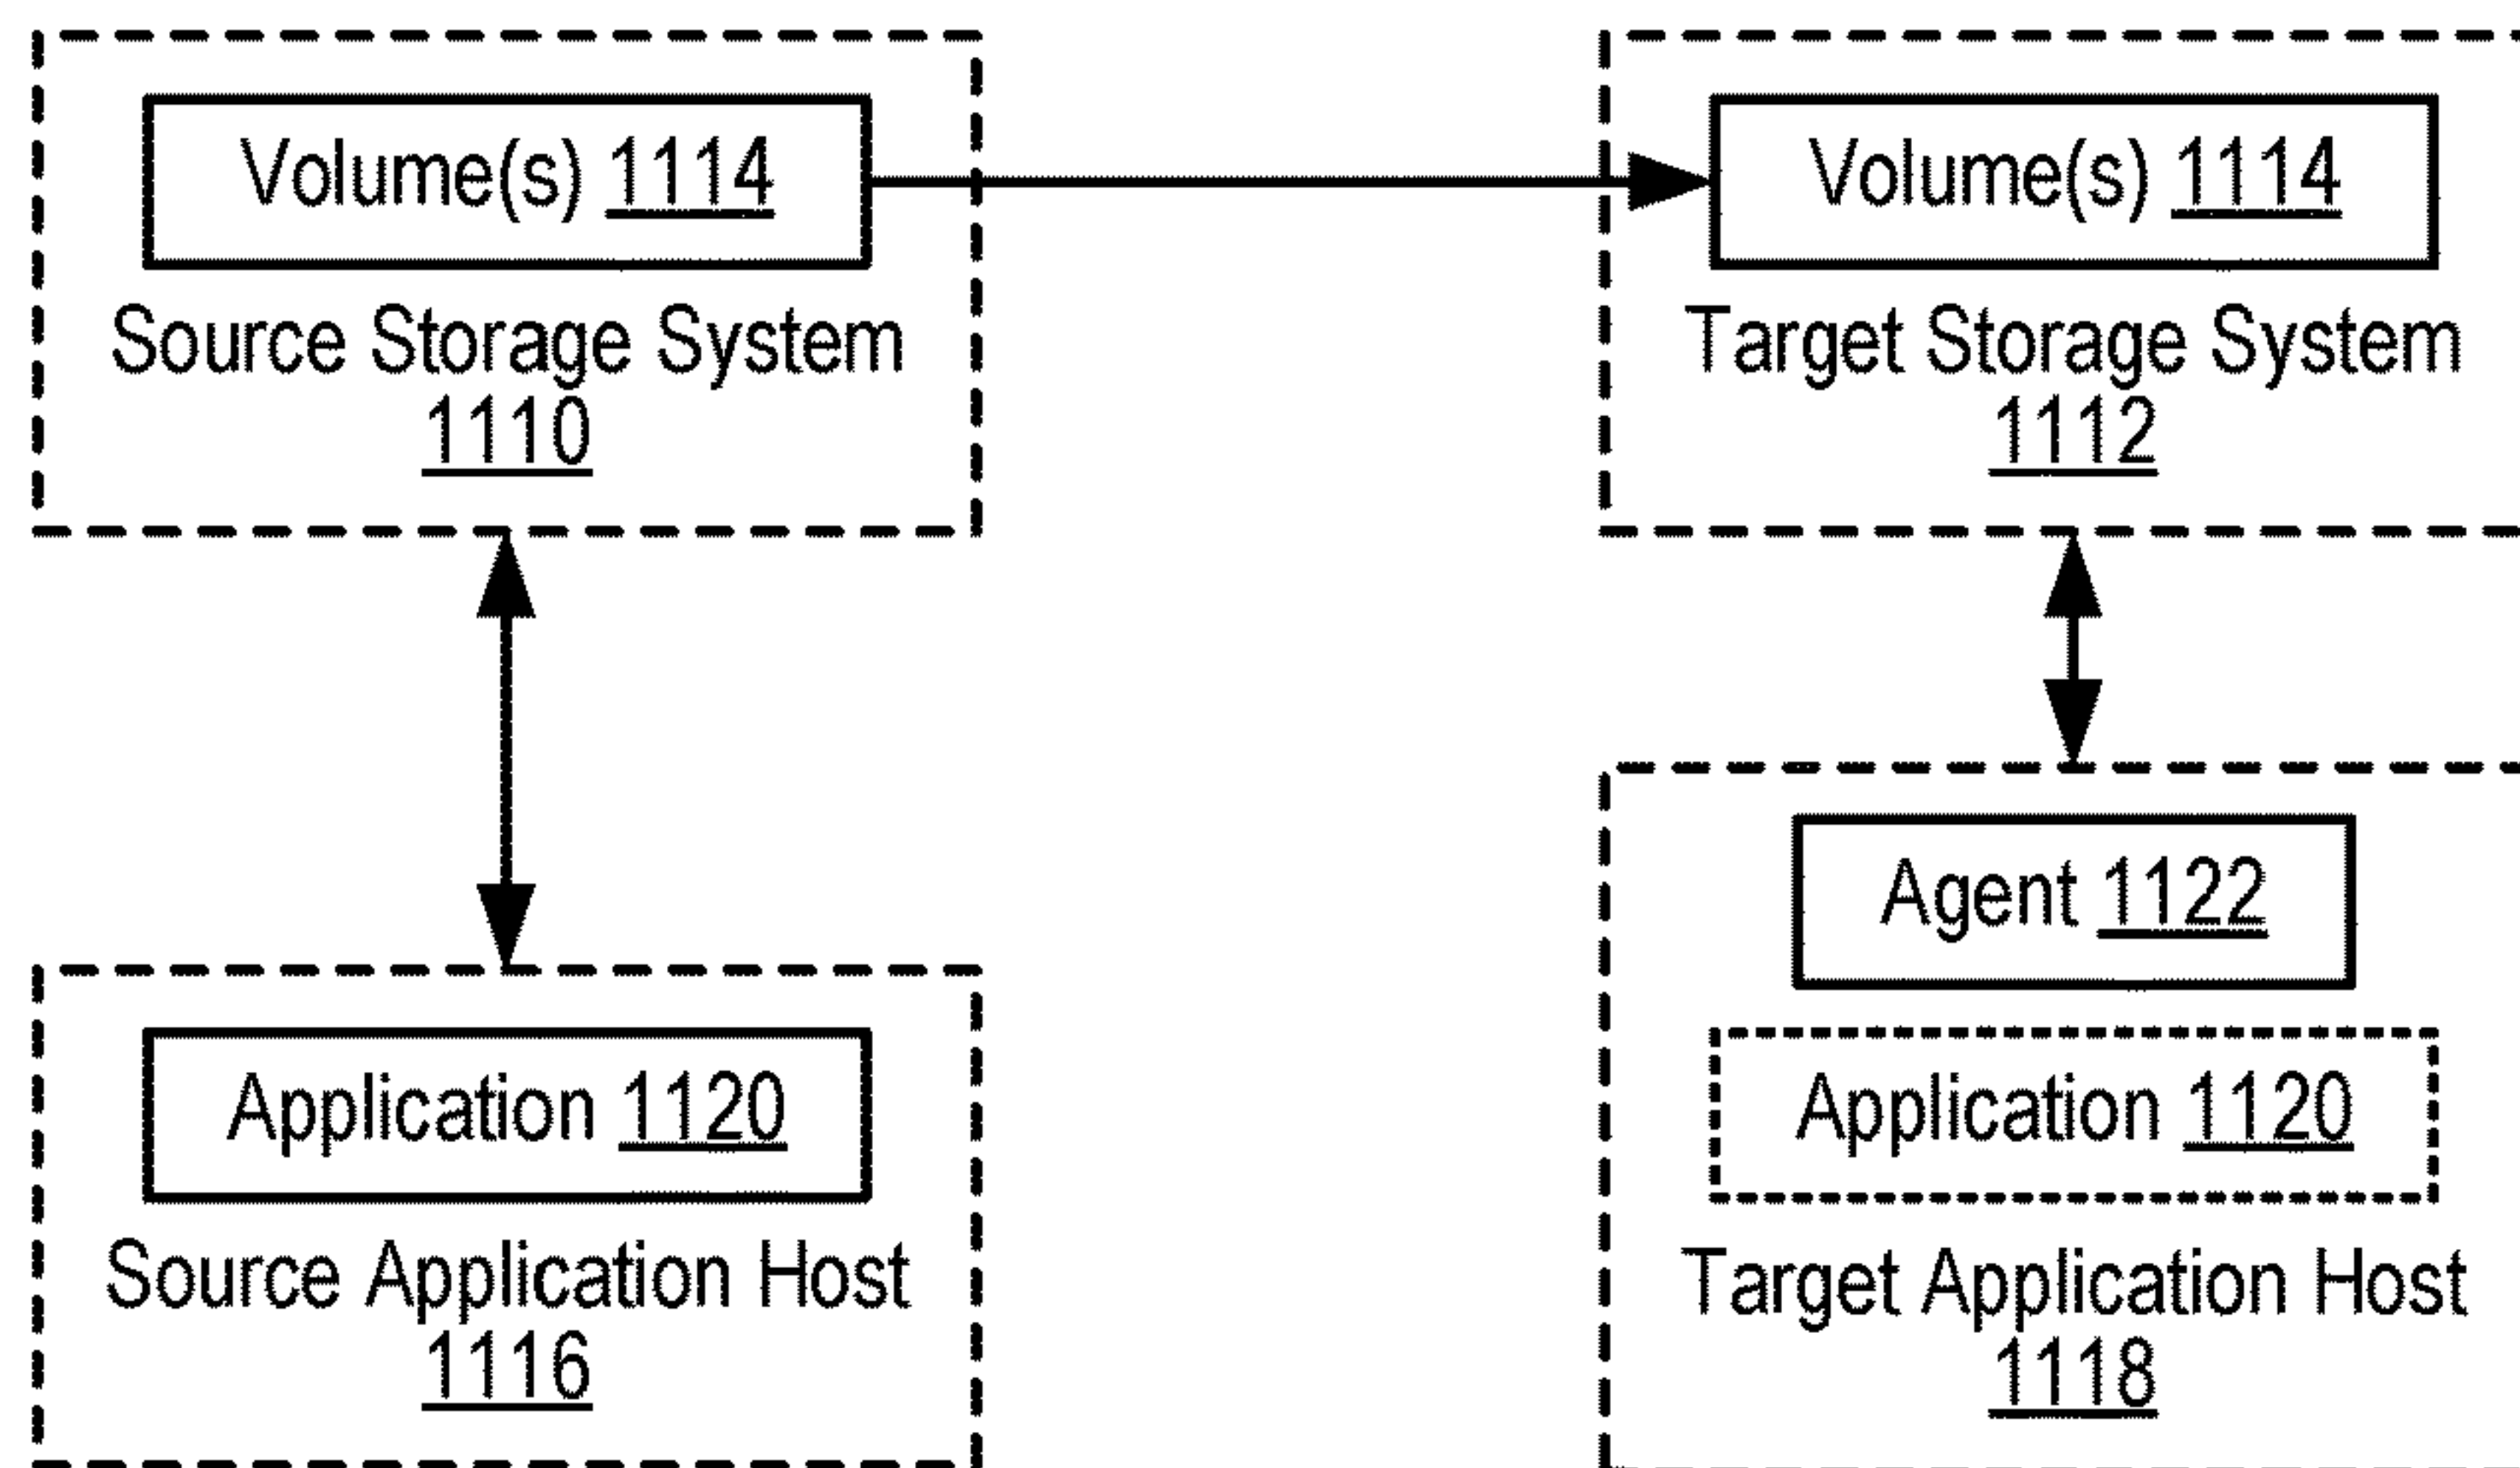 Volume(s) 1114
Source Storage System
1110
Volume(s) 1114
Target Storage System
1112
Application 1120
Source Application Host
1116
Agent 1122
Application 1120
Target Application Host
1118